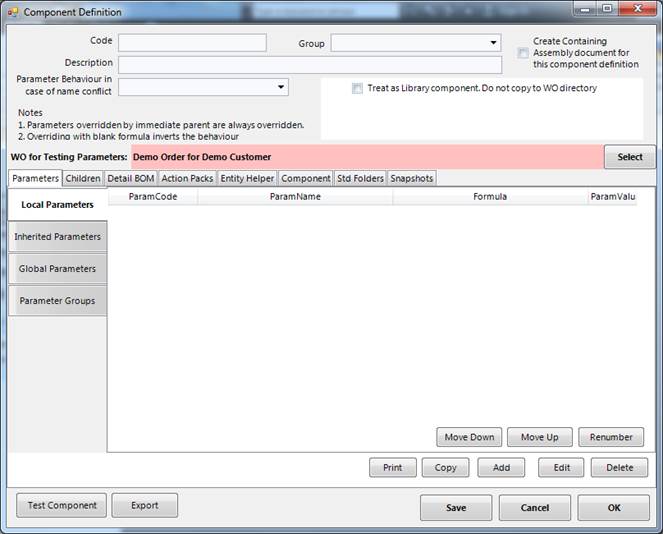 Component Definition
Code
Group
Create Containing
Assembly document for
this component definition
Description
Parameter Behaviour in
case of name conflict
Treat as Library component. Do not copy to WO directory
Notes
1. Parameters overridden by immediate parent are always overridden.
2. Overriding with blank formula inverts the behaviour
WO for Testing Parameters: Demo Order for Demo Customer Select
Parameters Children Detail BOM Action Packs Entity Helper Component Std Folders Snapshots
Local Parameters
Inherited Parameters
Global Parameters
Parameter Groups
ParamCode ParamName Formula ParamValu
Move Down Move Up Renumber
Print Copy Add Edit Delete
Test Component Export Save Cancel OK